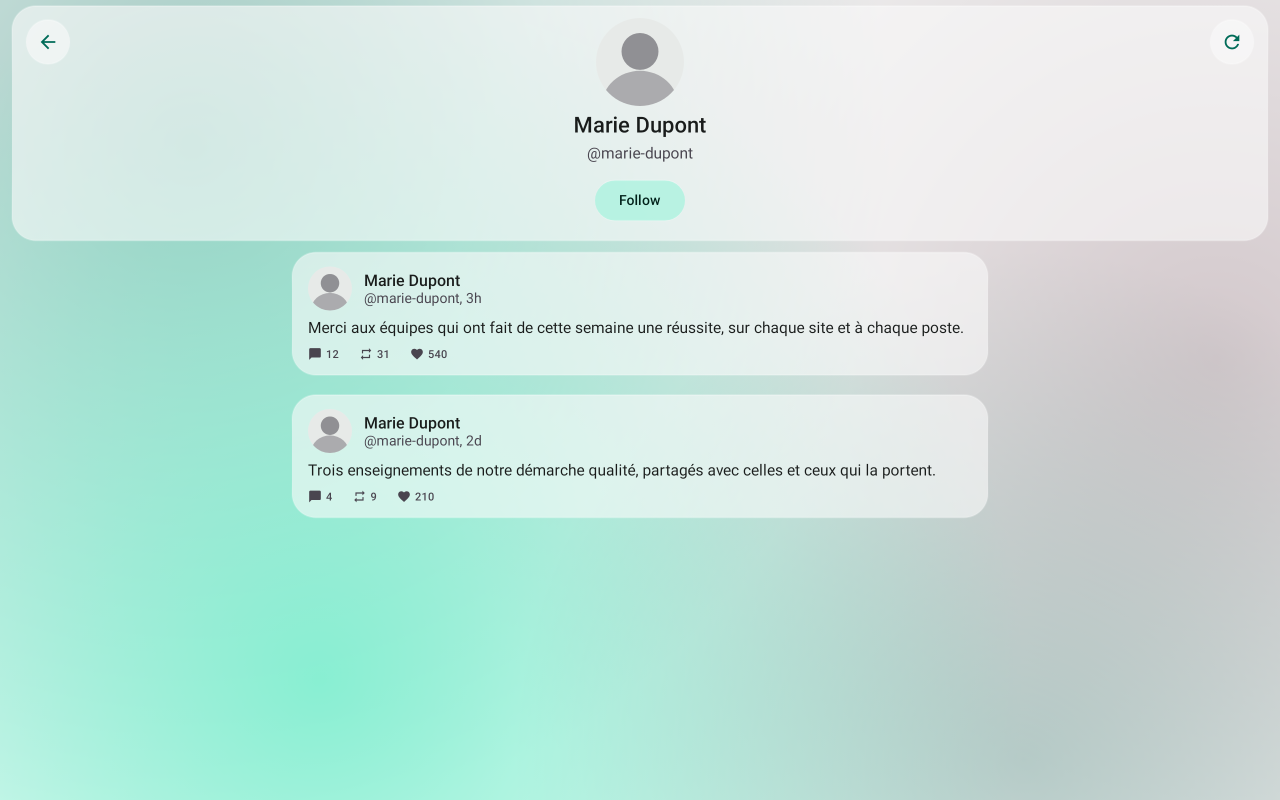 Marie Dupont
@marie-dupont
Follow
Marie Dupont
@marie-dupont, 3h
Merci aux équipes qui ont fait de cette semaine une réussite, sur chaque site et à chaque poste.
12 31 540
Marie Dupont
@marie-dupont, 2d
Trois enseignements de notre démarche qualité, partagés avec celles et ceux qui la portent.
4 9 210